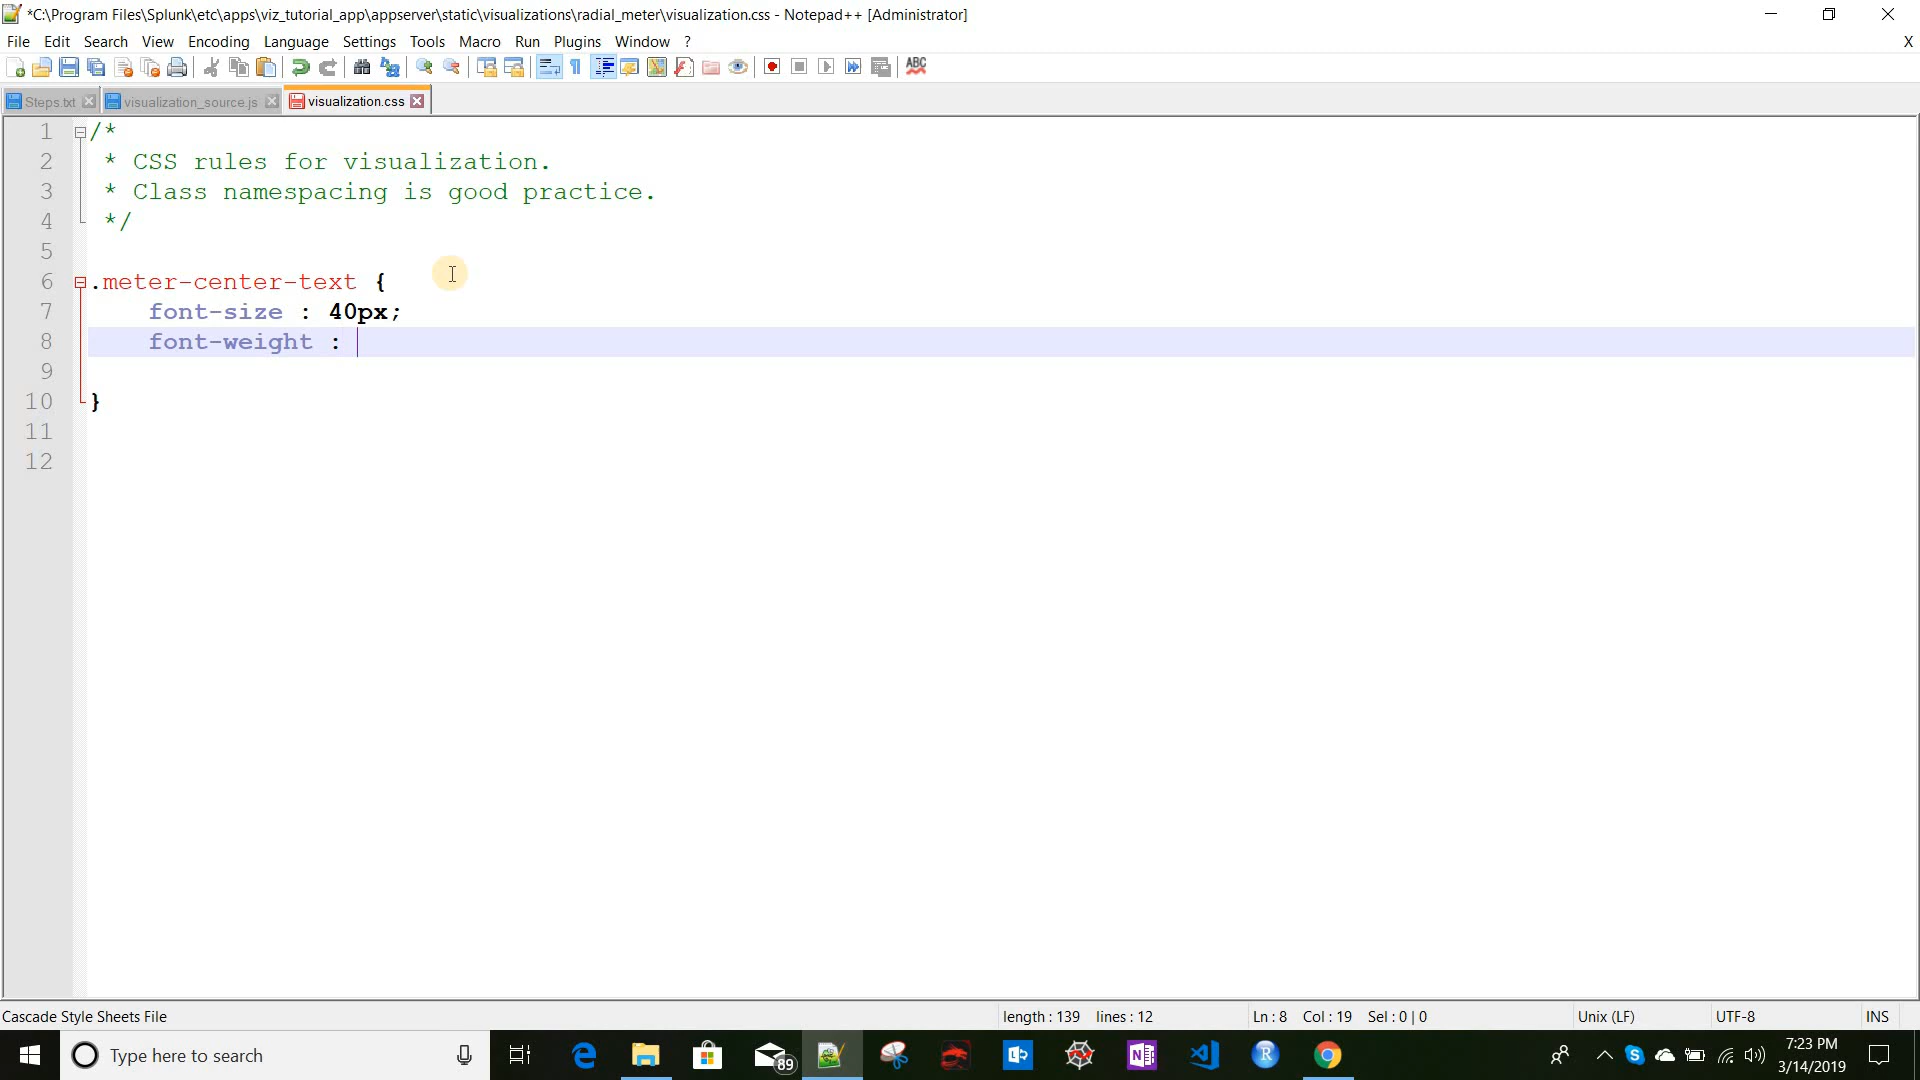 *C:\Program Files\Splunk\etc\apps\viz_tutorial_app\appserver\static\visualizations\radial_meter\visualization.css - Notepad++ [Administrator]
File Edit Search View Encoding Language Settings Tools Macro Run Plugins Window ? X
ABC
Steps.txt visualization_source.js visualization.css
1 /*
2 * CSS rules for visualization.
3 * Class namespacing is good practice.
4 */
5
6 .meter-center-text {
7 font-size : 40px;
8 font-weight :
9
10 }
11
12
Cascade Style Sheets File length : 139 lines : 12 Ln : 8 Col : 19 Sel : 0 | 0 Unix (LF) UTF-8 INS
Type here to search 89 7:23 PM
3/14/2019